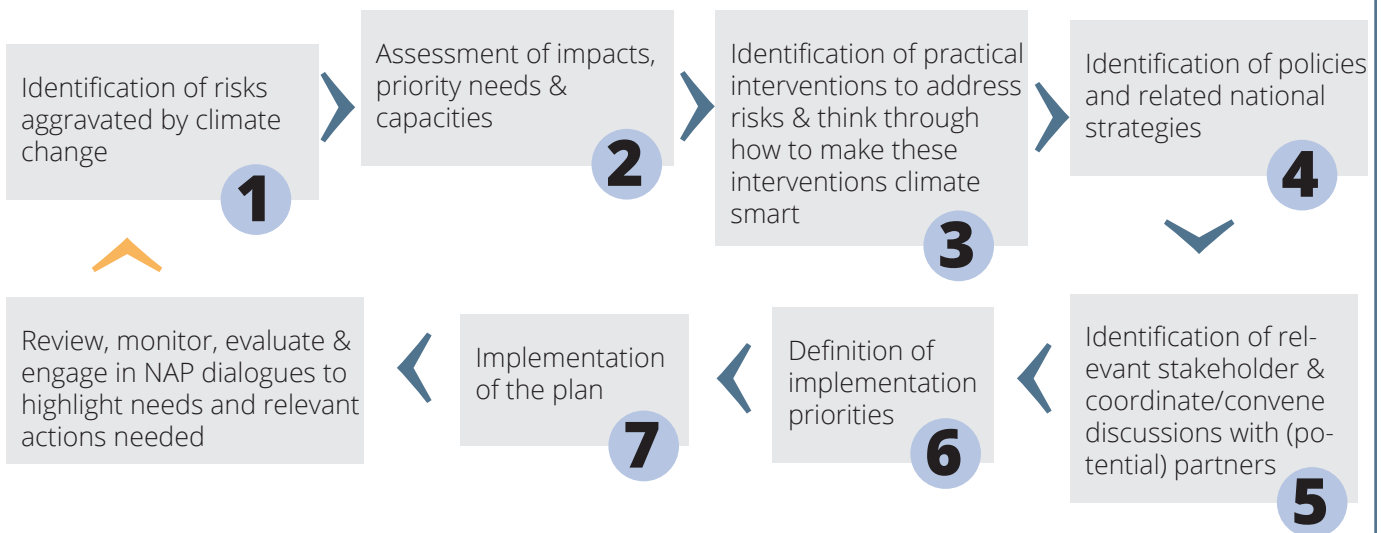 Identification of risks
aggravated by climate
change
1
Assessment of impacts,
priority needs &
capacities
2
Identification of practical
interventions to address
risks & think through
how to make these
interventions climate
smart
3
Identification of policies
and related national
strategies
4
Identification of rel-
evant stakeholder &
coordinate/convene
discussions with (po-
tential) partners
5
Definition of
implementation
priorities
6
Implementation
of the plan
7
Review, monitor, evaluate &
engage in NAP dialogues to
highlight needs and relevant
actions needed